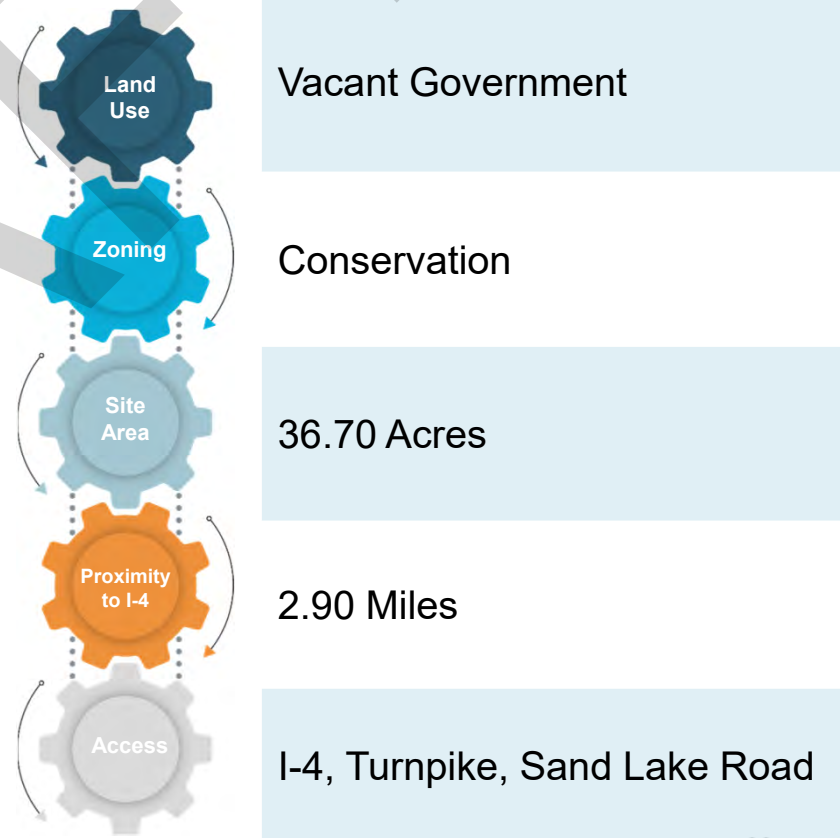 Land
Use
Vacant Government
Zoning
Conservation
Site
Area
36.70 Acres
Proximity
to I-4
2.90 Miles
Access
I-4, Turnpike, Sand Lake Road